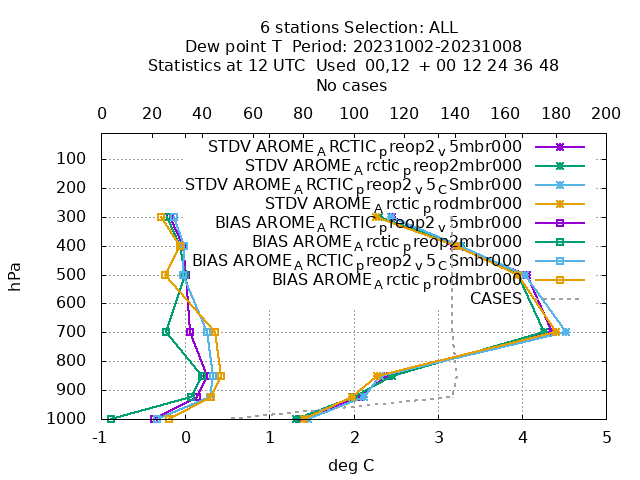 6 stations Selection: ALL
Dew point T  Period: 20231002-20231008
Statistics at 12 UTC  Used  00,12  + 00 12 24 36 48
No cases
0 20 40 60 80 100 120 140 160 180 200
STDV AROME_ARCTIC_preop2_v5mbr000
STDV AROME_Arctic_preop2mbr000
STDV AROME_ARCTIC_preop2_v5_CSmbr000
STDV AROME_Arctic_prodmbr000
BIAS AROME_ARCTIC_preop2_v5mbr000
BIAS AROME_Arctic_preop2mbr000
BIAS AROME_ARCTIC_preop2_v5_CSmbr000
BIAS AROME_Arctic_prodmbr000
CASES
100
200
300
400
500
600
700
800
900
1000
hPa
-1 0 1 2 3 4 5
deg C